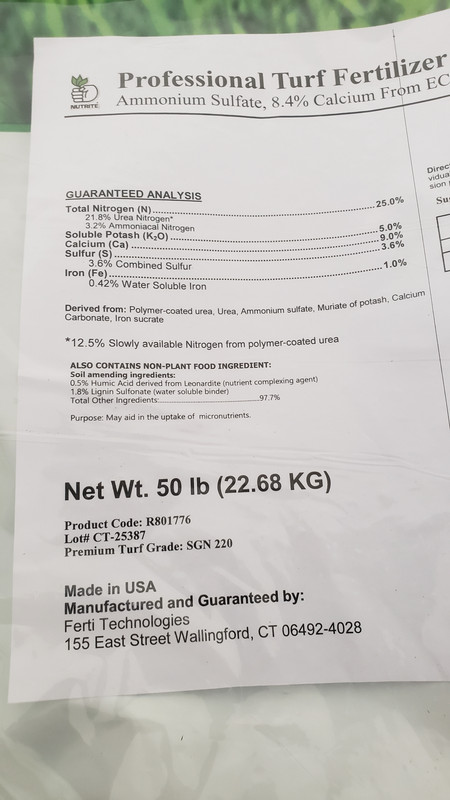 NUTRITE
Professional Turf Fertilizer
Ammonium Sulfate, 8.4% Calcium From EC
GUARANTEED ANALYSIS
Total Nitrogen (N)..........25.0%
21.8% Urea Nitrogen*
3.2% Ammoniacal Nitrogen
Soluble Potash (K₂O)..........5.0%
Calcium (Ca)..........9.0%
Sulfur (S)..........3.6%
3.6% Combined Sulfur
Iron (Fe)..........1.0%
0.42% Water Soluble Iron
Derived from: Polymer-coated urea, Urea, Ammonium sulfate, Muriate of potash, Calcium
Carbonate, Iron sucrate
*12.5% Slowly available Nitrogen from polymer-coated urea
ALSO CONTAINS NON-PLANT FOOD INGREDIENT:
Soil amending ingredients:
0.5% Humic Acid derived from Leonardite (nutrient complexing agent)
1.8% Lignin Sulfonate (water soluble binder)
Total Other Ingredients:..........97.7%
Purpose: May aid in the uptake of micronutrients.
Net Wt. 50 lb (22.68 KG)
Product Code: R801776
Lot# CT-25387
Premium Turf Grade: SGN 220
Made in USA
Manufactured and Guaranteed by:
Ferti Technologies
155 East Street Wallingford, CT 06492-4028
Direc
vidua
sion
Su